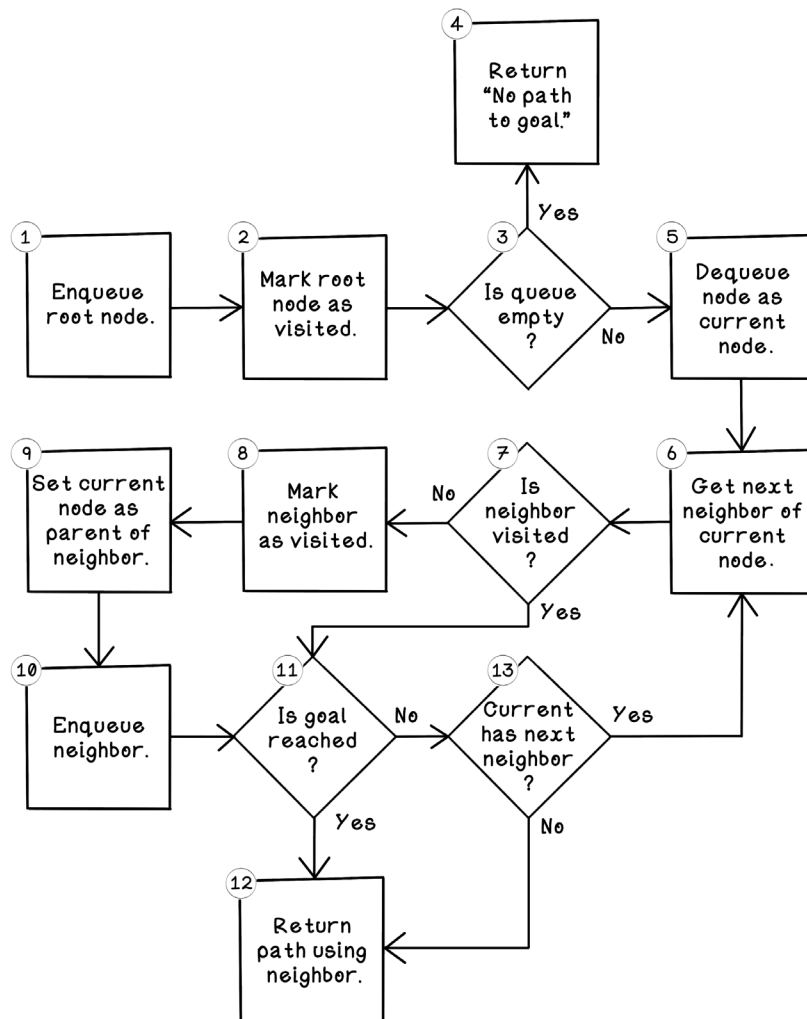 4
Return
“No path
to goal.”
Yes
1
Enqueue
root node.
2
Mark root
node as
visited.
3
Is queue
empty
?
No
5
Dequeue
node as
current
node.
9
Set current
node as
parent of
neighbor.
8
Mark
neighbor
as visited.
No
7
Is
neighbor
visited
?
Yes
6
Get next
neighbor of
current
node.
10
Enqueue
neighbor.
11
Is goal
reached
?
No
Yes
13
Current
has next
neighbor
?
Yes
No
12
Return
path using
neighbor.